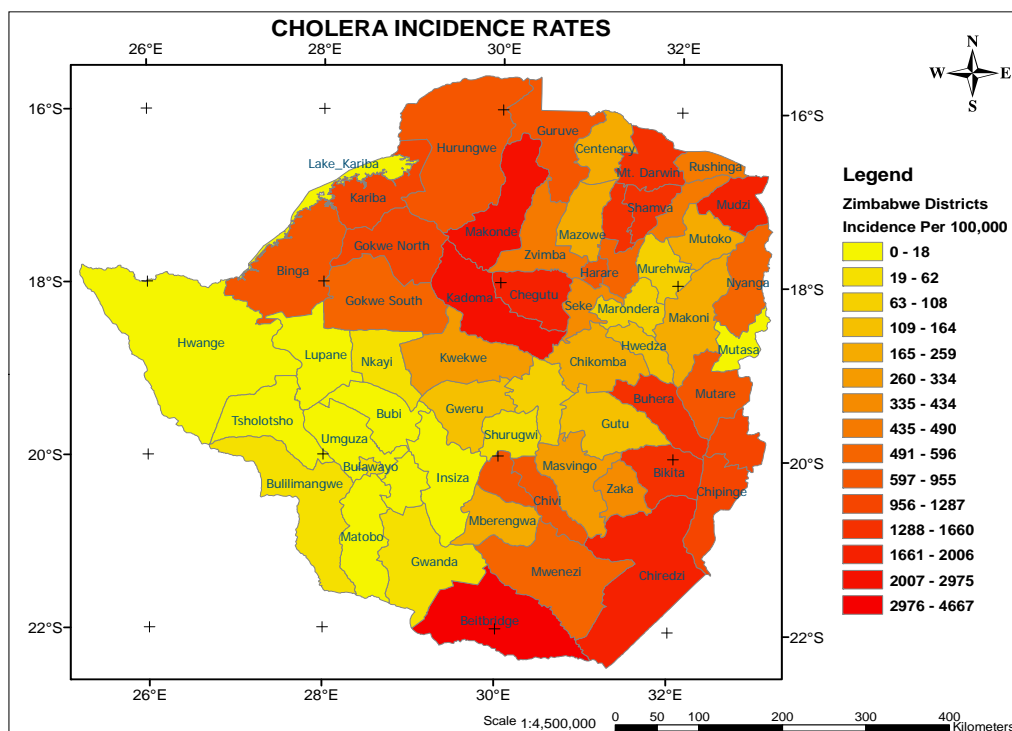 CHOLERA INCIDENCE RATES
N
W E
S
26°E 28°E 30°E 32°E
16°S 16°S
18°S 18°S
20°S 20°S
22°S 22°S
26°E 28°E 30°E 32°E
Lake_Kariba
Hurungwe
Guruve
Centenary
Mt. Darwin
Rushinga
Kariba
Makonde
Shamva
Mudzi
Gokwe North
Zvimba
Mazowe
Mutoko
Binga
Harare
Murehwa
Nyanga
Gokwe South
Kadoma
Chegutu
Seke
Marondera
Makoni
Hwange
Lupane
Nkayi
Kwekwe
Chikomba
Hwedza
Mutasa
Tsholotsho
Bubi
Gweru
Buhera
Mutare
Umguza
Shurugwi
Gutu
Bulawayo
Bulilimangwe
Insiza
Masvingo
Bikita
Chivi
Zaka
Chipinge
Mberengwa
Matobo
Gwanda
Mwenezi
Chiredzi
Beitbridge
Legend
Zimbabwe Districts
Incidence Per 100,000
0 - 18
19 - 62
63 - 108
109 - 164
165 - 259
260 - 334
335 - 434
435 - 490
491 - 596
597 - 955
956 - 1287
1288 - 1660
1661 - 2006
2007 - 2975
2976 - 4667
Scale 1:4,500,000
0 50 100 200 300 400
Kilometers